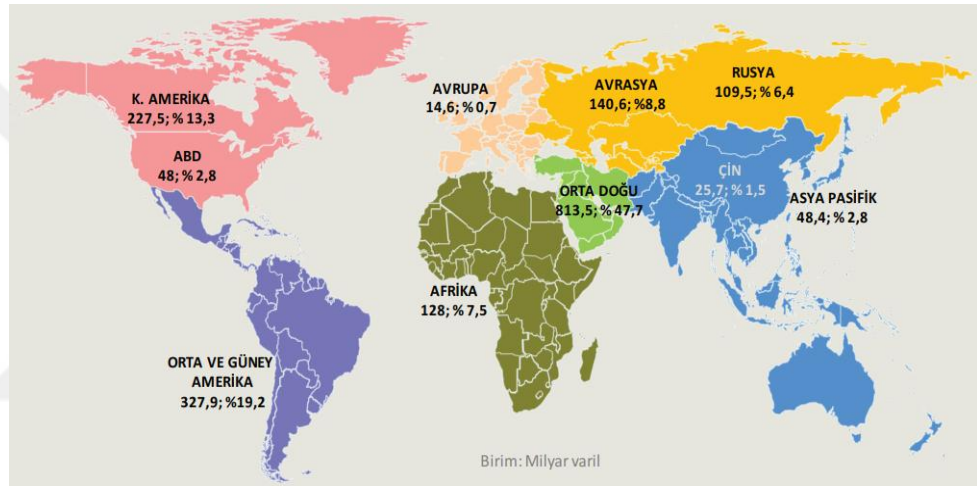 K. AMERİKA
227,5; % 13,3
ABD
48; % 2,8
AVRUPA
14,6; % 0,7
AVRASYA
140,6; %8,8
RUSYA
109,5; % 6,4
ORTA DOĞU
813,5; % 47,7
ÇİN
25,7; % 1,5
ASYA PASİFİK
48,4; % 2,8
AFRİKA
128; % 7,5
ORTA VE GÜNEY
AMERİKA
327,9; %19,2
Birim: Milyar varil